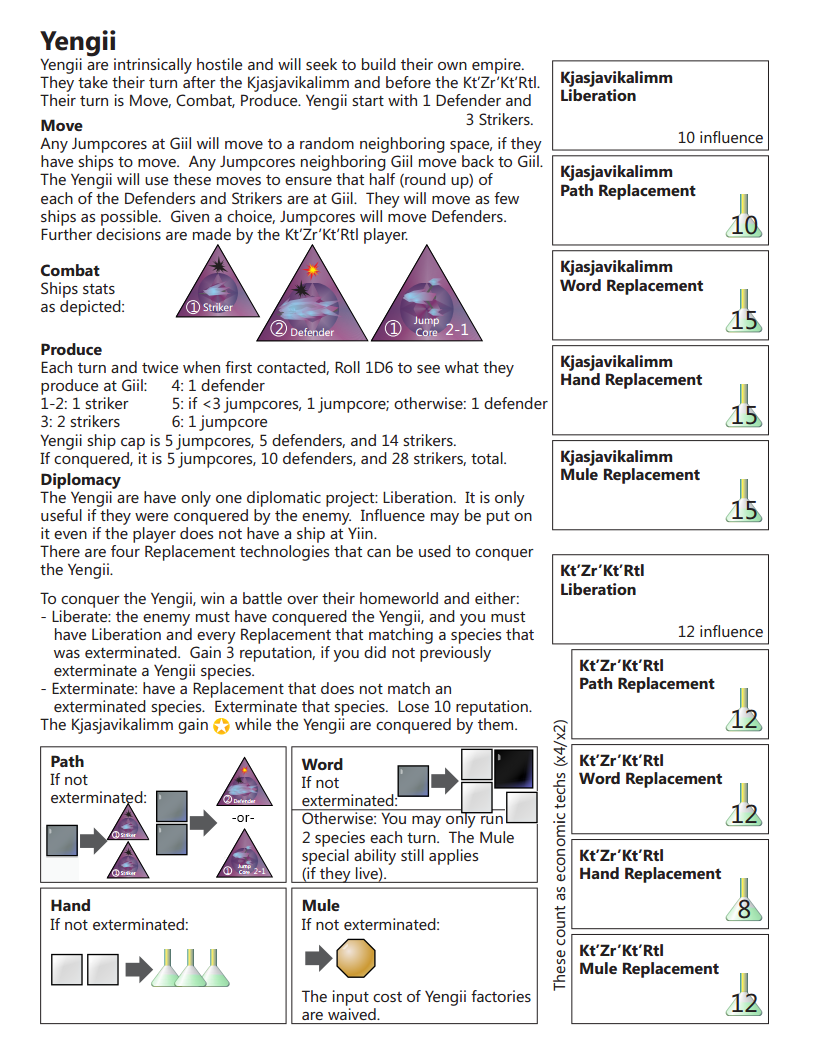 Yengii
Yengii are intrinsically hostile and will seek to build their own empire.
They take their turn after the Kjasjavikalimm and before the Kt'Zr'Kt'Rtl.
Their turn is Move, Combat, Produce. Yengii start with 1 Defender and
3 Strikers.
Move
Any Jumpcores at Giil will move to a random neighboring space, if they
have ships to move. Any Jumpcores neighboring Giil move back to Giil.
The Yengii will use these moves to ensure that half (round up) of
each of the Defenders and Strikers are at Giil. They will move as few
ships as possible. Given a choice, Jumpcores will move Defenders.
Further decisions are made by the Kt'Zr'Kt'Rtl player.
Combat
Ships stats
as depicted:
1 Striker
2 Defender
1 Jump Core 2-1
Produce
Each turn and twice when first contacted, Roll 1D6 to see what they
produce at Giil: 4: 1 defender
1-2: 1 striker 5: if <3 jumpcores, 1 jumpcore; otherwise: 1 defender
3: 2 strikers 6: 1 jumpcore
Yengii ship cap is 5 jumpcores, 5 defenders, and 14 strikers.
If conquered, it is 5 jumpcores, 10 defenders, and 28 strikers, total.
Diplomacy
The Yengii are have only one diplomatic project: Liberation. It is only
useful if they were conquered by the enemy. Influence may be put on
it even if the player does not have a ship at Yiin.
There are four Replacement technologies that can be used to conquer
the Yengii.
To conquer the Yengii, win a battle over their homeworld and either:
- Liberate: the enemy must have conquered the Yengii, and you must
have Liberation and every Replacement that matching a species that
was exterminated. Gain 3 reputation, if you did not previously
exterminate a Yengii species.
- Exterminate: have a Replacement that does not match an
exterminated species. Exterminate that species. Lose 10 reputation.
The Kjasjavikalimm gain while the Yengii are conquered by them.
Path
If not
exterminated:
1 Striker
1 Striker
2 Defender
-or-
1 Jump Core 2-1
Word
If not
exterminated:
Otherwise: You may only run
2 species each turn. The Mule
special ability still applies
(if they live).
Hand
If not exterminated:
Mule
If not exterminated:
The input cost of Yengii factories
are waived.
Kjasjavikalimm
Liberation
10 influence
Kjasjavikalimm
Path Replacement
10
Kjasjavikalimm
Word Replacement
15
Kjasjavikalimm
Hand Replacement
15
Kjasjavikalimm
Mule Replacement
15
Kt'Zr'Kt'Rtl
Liberation
12 influence
These count as economic techs (x4/x2)
Kt'Zr'Kt'Rtl
Path Replacement
12
Kt'Zr'Kt'Rtl
Word Replacement
12
Kt'Zr'Kt'Rtl
Hand Replacement
8
Kt'Zr'Kt'Rtl
Mule Replacement
12